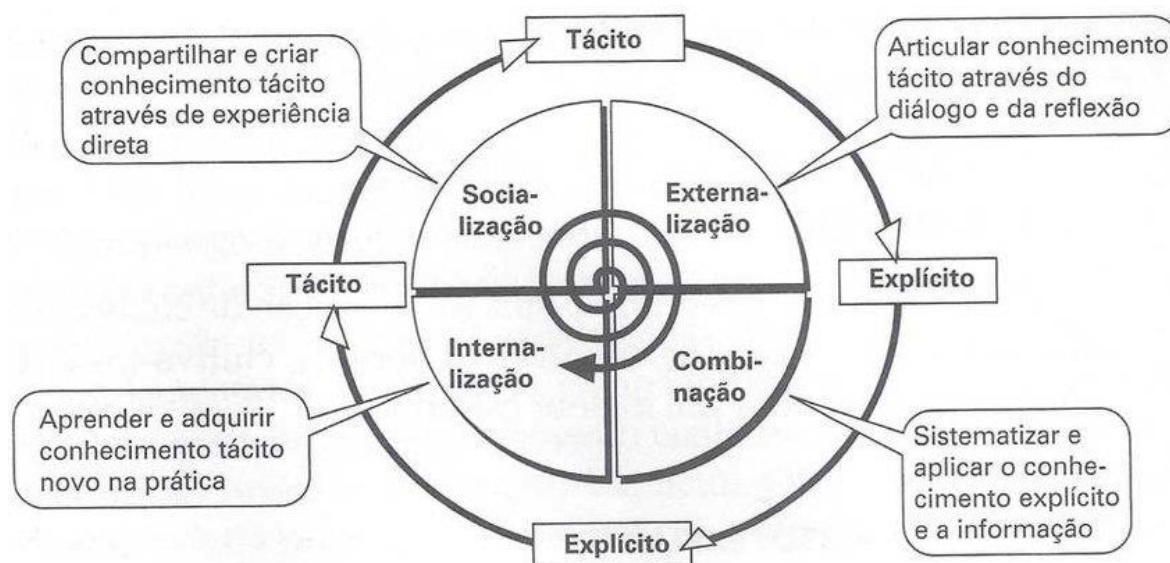 Tácito
Compartilhar e criar
conhecimento tácito
através de experiência
direta
Articular conhecimento
tácito através do
diálogo e da reflexão
Socia-
lização
Externa-
lização
Tácito
Explícito
Interna-
lização
Combi-
nação
Aprender e adquirir
conhecimento tácito
novo na prática
Sistematizar e
aplicar o conhe-
cimento explícito
e a informação
Explícito